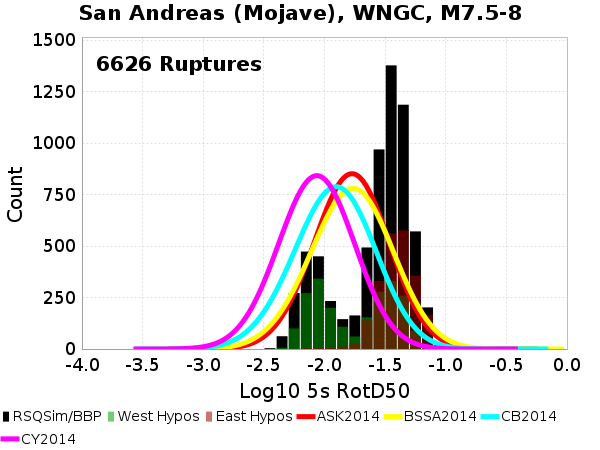 San Andreas (Mojave), WNGC, M7.5-8
6626 Ruptures
1500
1250
1000
750
500
250
0
Count
-4.0 -3.5 -3.0 -2.5 -2.0 -1.5 -1.0 -0.5 0.0
Log10 5s RotD50
RSQSim/BBP West Hypos East Hypos ASK2014 BSSA2014 CB2014
CY2014